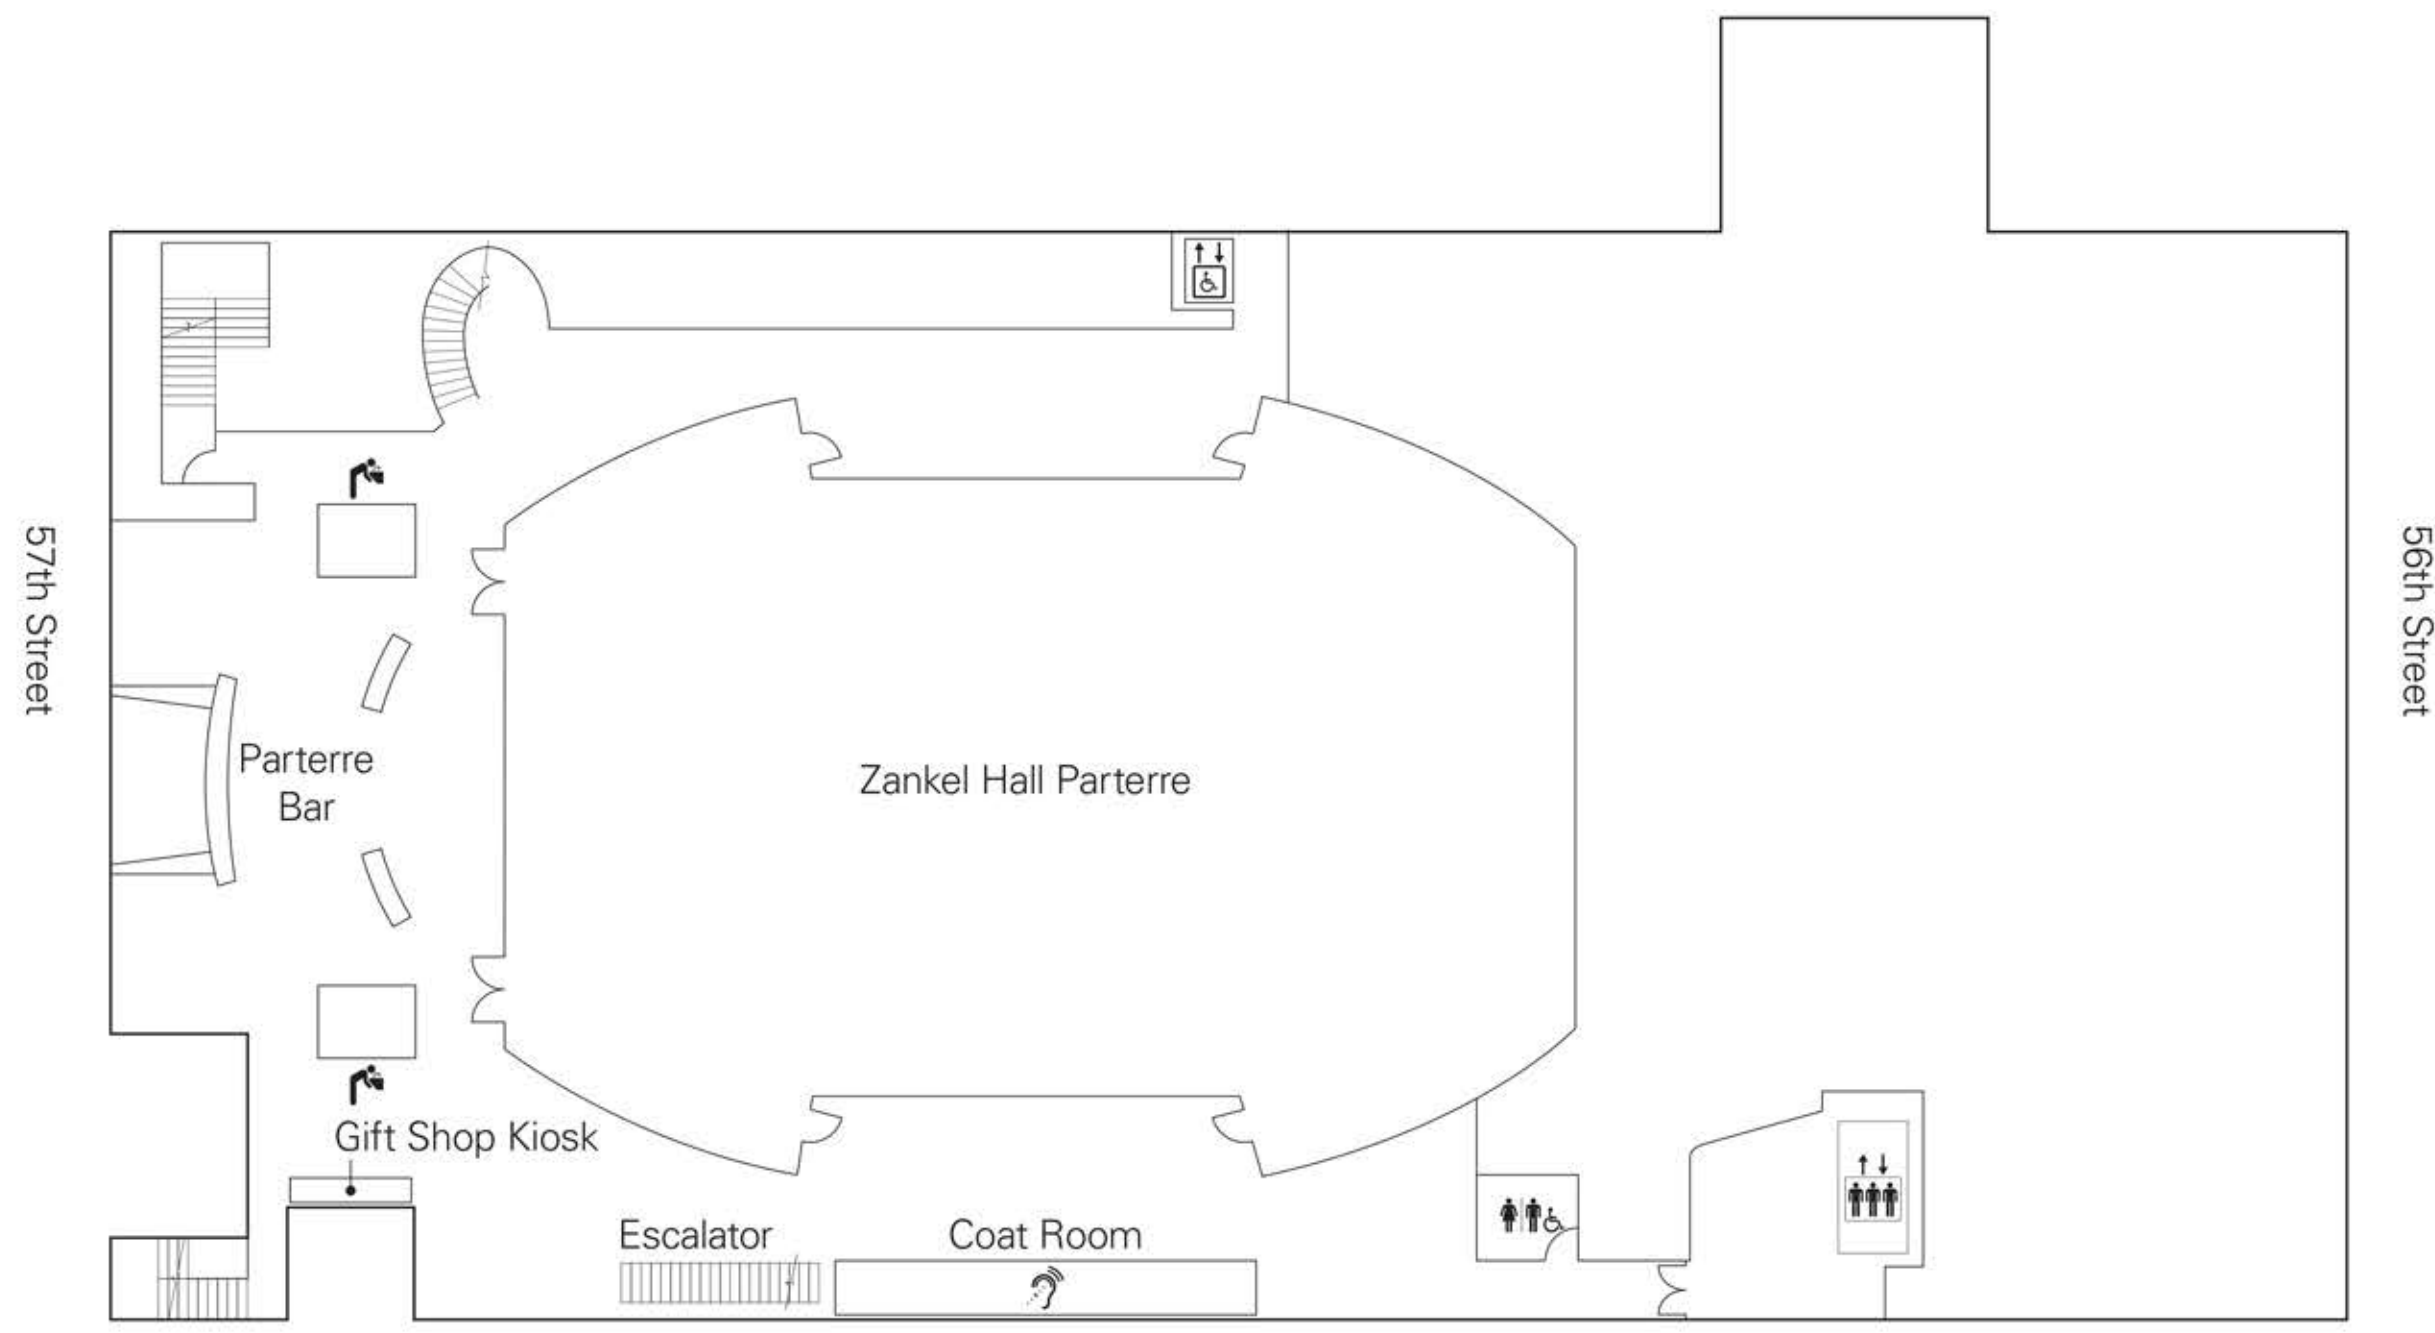 57th Street
56th Street
Parterre
Bar
Zankel Hall Parterre
Gift Shop Kiosk
Escalator
Coat Room